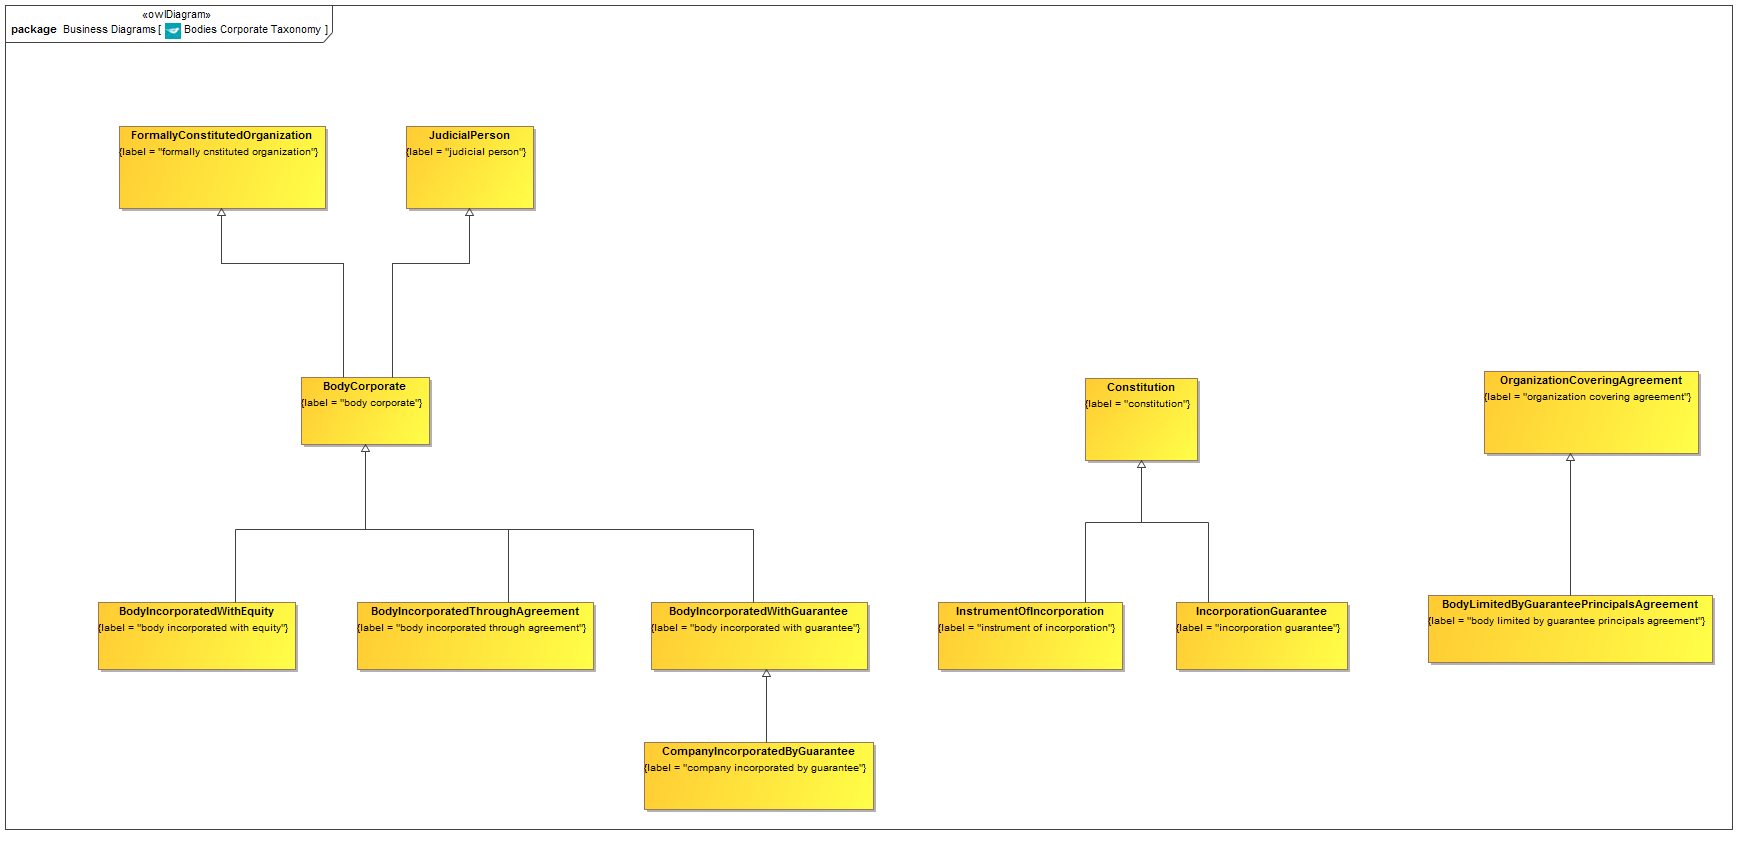 «owlDiagram»
package Business Diagrams [ Bodies Corporate Taxonomy ]
FormallyConstitutedOrganization
{label = "formally cnstituted organization"}
JudicialPerson
{label = "judicial person"}
BodyCorporate
{label = "body corporate"}
Constitution
{label = "constitution"}
OrganizationCoveringAgreement
{label = "organization covering agreement"}
BodyIncorporatedWithEquity
{label = "body incorporated with equity"}
BodyIncorporatedThroughAgreement
{label = "body incorporated through agreement"}
BodyIncorporatedWithGuarantee
{label = "body incorporated with guarantee"}
InstrumentOfIncorporation
{label = "instrument of incorporation"}
IncorporationGuarantee
{label = "incorporation guarantee"}
BodyLimitedByGuaranteePrincipalsAgreement
{label = "body limited by guarantee principals agreement"}
CompanyIncorporatedByGuarantee
{label = "company incorporated by guarantee"}